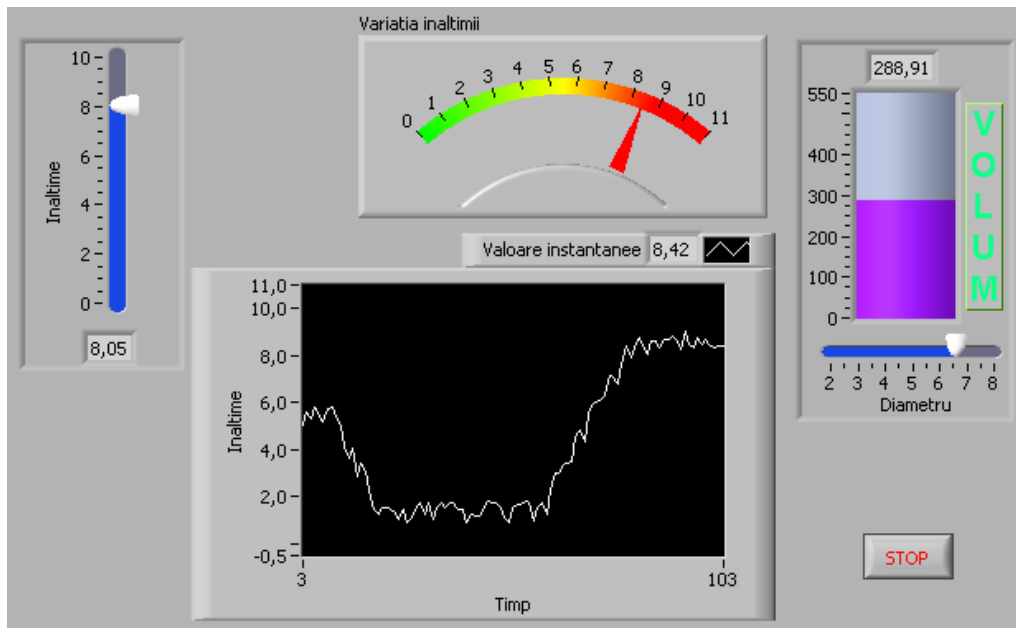 Variatia inaltimii
10
8
6
4
2
0
Inaltime
8,05
0 1 2 3 4 5 6 7 8 9 10 11
Valoare instantanee 8,42
11,0
10,0
8,0
6,0
4,0
2,0
-0,5
Inaltime
3 103
Timp
288,91
550
400
300
200
100
0
VOLUM
2 3 4 5 6 7 8
Diametru
STOP